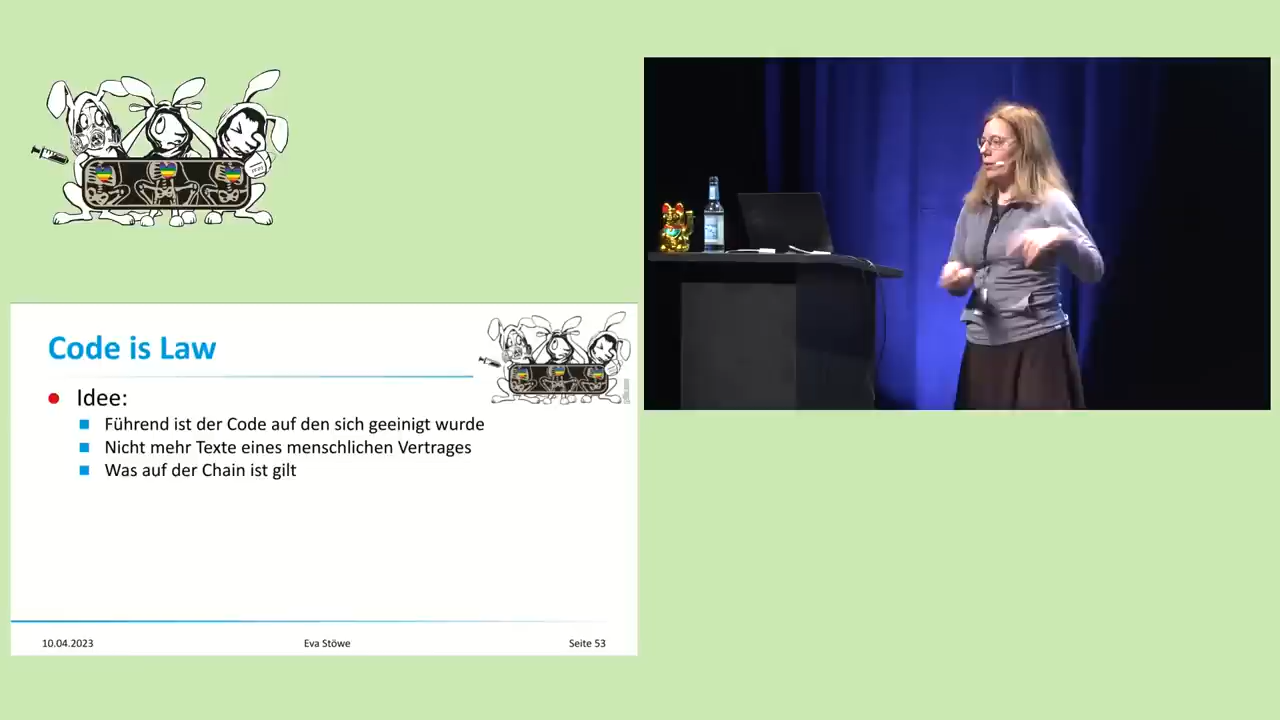 Code is Law
Idee:
Führend ist der Code auf den sich geeinigt wurde
Nicht mehr Texte eines menschlichen Vertrages
Was auf der Chain ist gilt
10.04.2023
Eva Stöwe
Seite 53